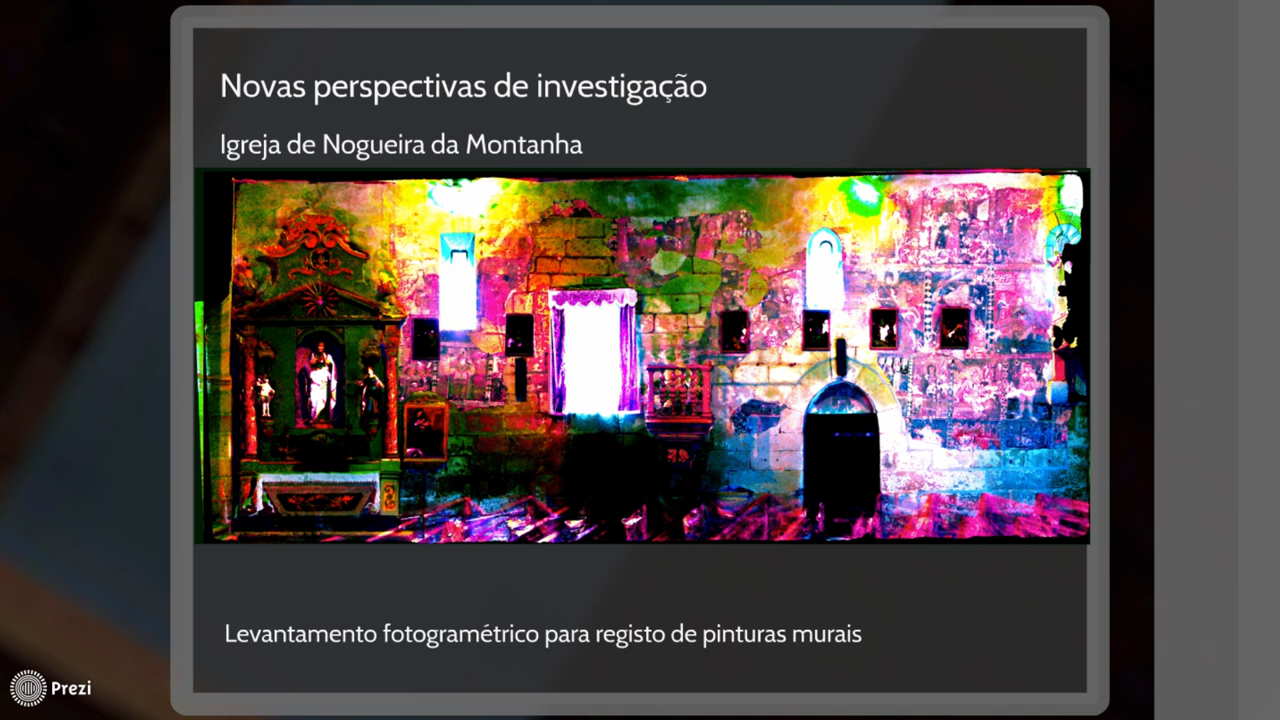 Novas perspectivas de investigação
Igreja de Nogueira da Montanha
Levantamento fotogramétrico para registo de pinturas murais
Prezi